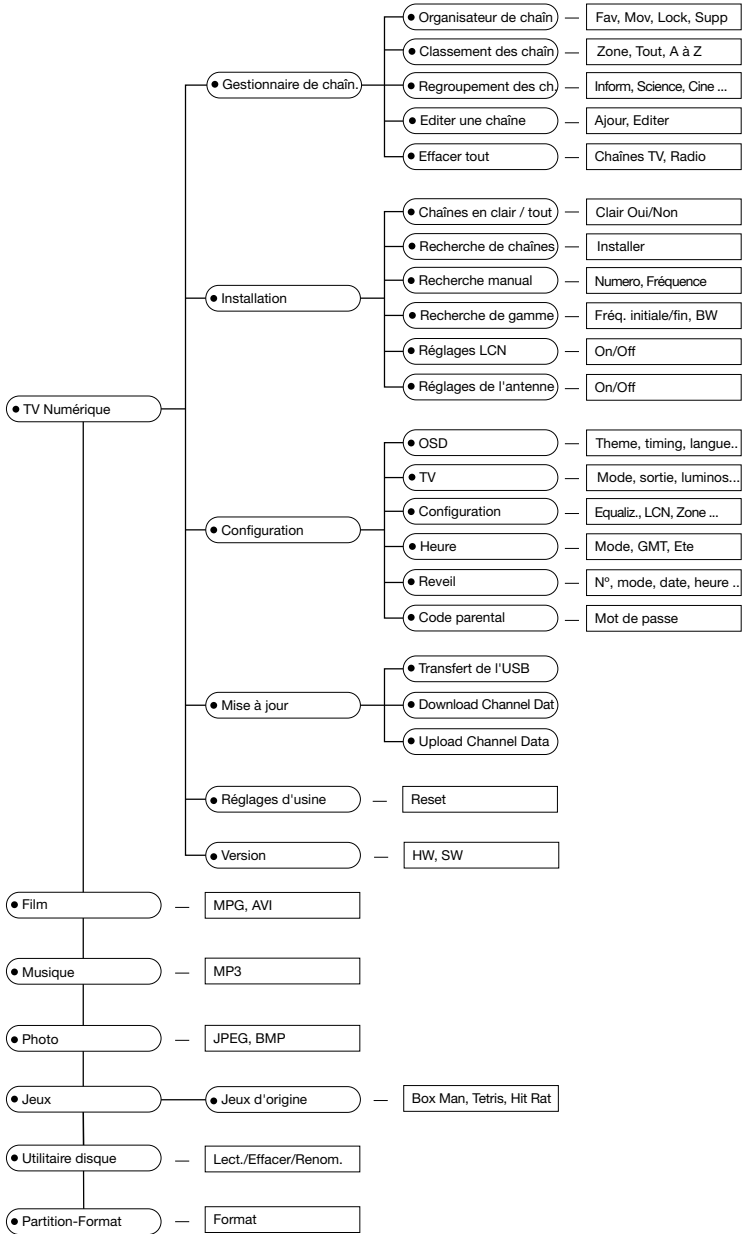 Organisateur de chaîn — Fav, Mov, Lock, Supp
Classement des chaîn — Zone, Tout, A à Z
Gestionnaire de chaîn.
Regroupement des ch. — Inform, Science, Cine ...
Editer une chaîne — Ajour, Editer
Effacer tout — Chaînes TV, Radio
Chaînes en clair / tout — Clair Oui/Non
Recherche de chaînes — Installer
Recherche manual — Numero, Fréquence
Installation
Recherche de gamme — Fréq. initiale/fin, BW
Réglages LCN — On/Off
Réglages de l'antenne — On/Off
TV Numérique
OSD — Theme, timing, langue..
TV — Mode, sortie, luminos...
Configuration — Equaliz., LCN, Zone ...
Configuration
Heure — Mode, GMT, Ete
Reveil — Nº, mode, date, heure ..
Code parental — Mot de passe
Transfert de l'USB
Mise à jour
Download Channel Dat
Upload Channel Data
Réglages d'usine — Reset
Version — HW, SW
Film — MPG, AVI
Musique — MP3
Photo — JPEG, BMP
Jeux
Jeux d'origine — Box Man, Tetris, Hit Rat
Utilitaire disque — Lect./Effacer/Renom.
Partition-Format — Format